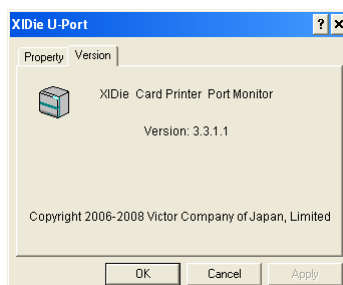 XIDie U-Port
Property Version
XIDie Card Printer Port Monitor
Version: 3.3.1.1
Copyright 2006-2008 Victor Company of Japan, Limited
OK Cancel Apply